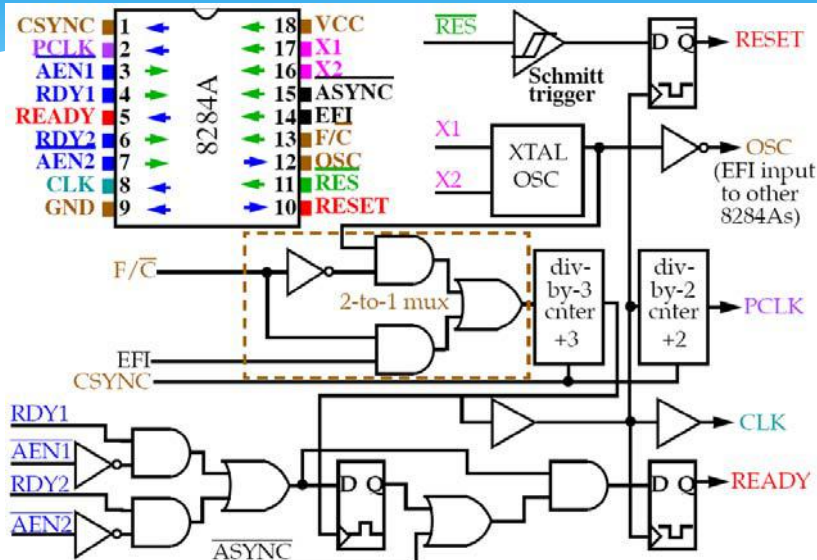 CSYNC 1 18 VCC
PCLK 2 17 X1
AEN1 3 16 X2
RDY1 4 15 ASYNC
READY 5 14 EFI
RDY2 6 13 F/C
AEN2 7 12 OSC
CLK 8 11 RES
GND 9 10 RESET
8284A
RES
Schmitt
trigger
D Q
RESET
X1
X2
XTAL
OSC
OSC
(EFI input
to other
8284As)
F/C
2-to-1 mux
EFI
CSYNC
div-
by-3
cnter
+3
div-
by-2
cnter
+2
PCLK
CLK
RDY1
AEN1
RDY2
AEN2
D Q
ASYNC
D Q
READY